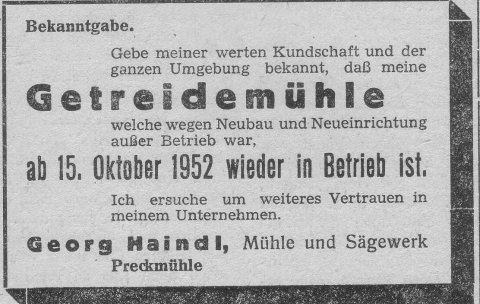 Bekanntgabe.
Gebe meiner werten Kundschaft und der
ganzen Umgebung bekannt, daß meine
Getreidemühle
welche wegen Neubau und Neueinrichtung
außer Betrieb war,
ab 15. Oktober 1952 wieder in Betrieb ist.
Ich ersuche um weiteres Vertrauen in
meinem Unternehmen.
Georg Haindl, Mühle und Sägewerk
Preckmühle